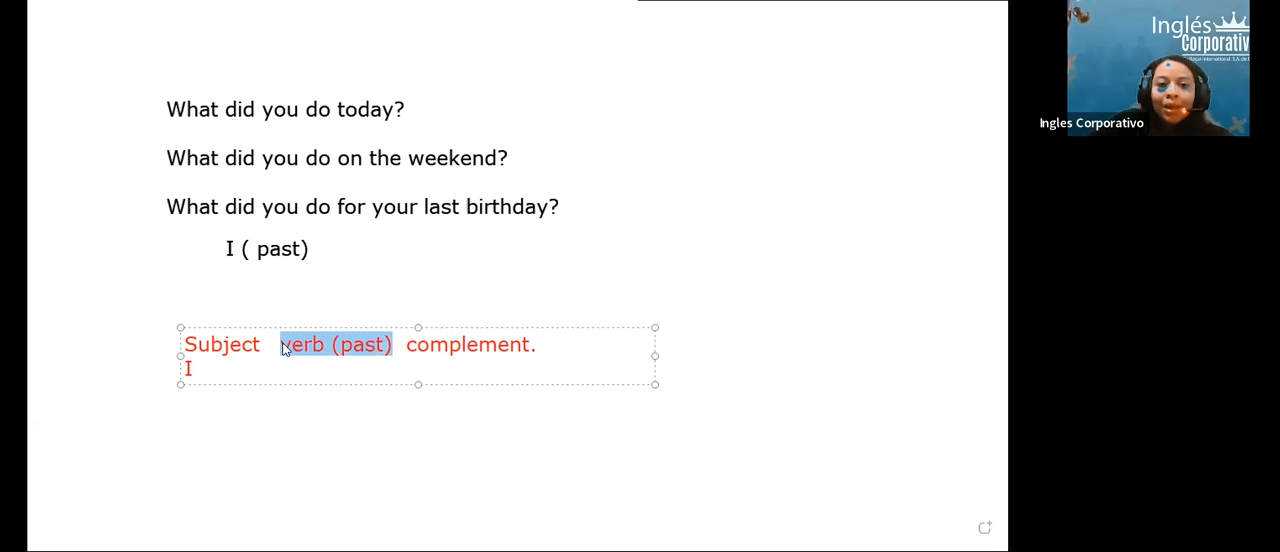 What did you do today?
What did you do on the weekend?
What did you do for your last birthday?
I ( past)
Subject verb (past) complement.
I
Inglés
Corporativ
Ingles Corporativo